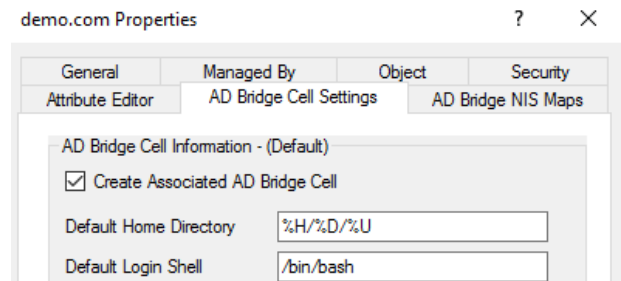 demo.com Properties ? ×
General Managed By Object Security
Attribute Editor AD Bridge Cell Settings AD Bridge NIS Maps
AD Bridge Cell Information - (Default)
Create Associated AD Bridge Cell
Default Home Directory %H/%D/%U
Default Login Shell /bin/bash